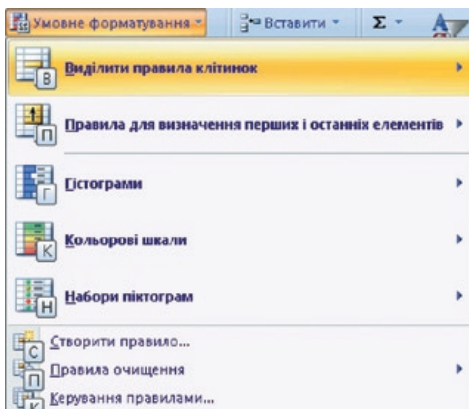 Умовне форматування Вставити Σ А
Виділити правила клітинок
В
Правила для визначення перших і останніх елементів
П
Гістограми
Г
Кольорові шкали
К
Набори піктограм
Н
Створити правило...
С
Правила очищення
П
Керування правилами...
К